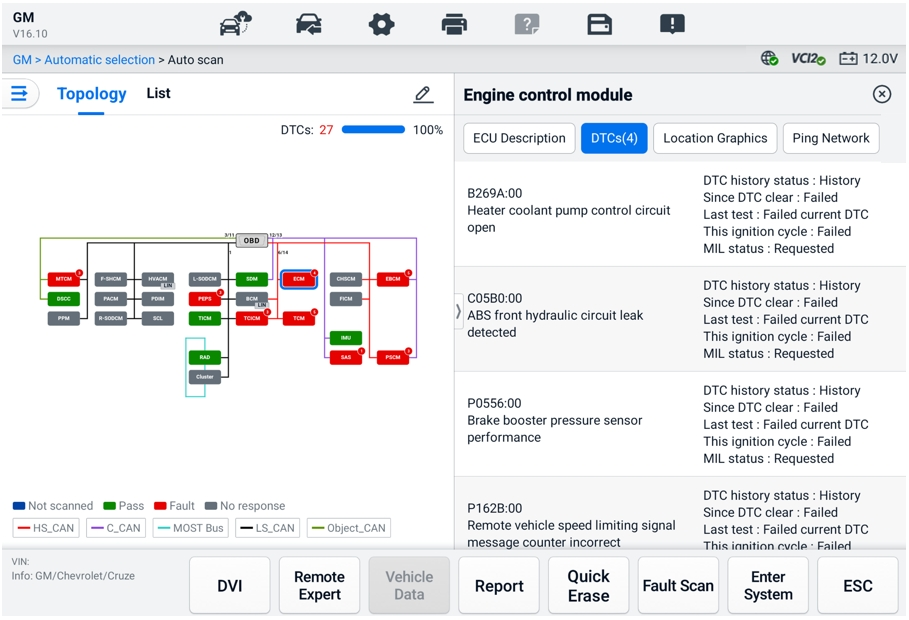 GM
V16.10
?
GM > Automatic selection > Auto scan
VCI2
12.0V
Topology
List
DTCs: 27
100%
3/11
12/13
OBD
1
6/14
MTCM
F-SHCM
HVACM
L-SODCM
SDM
ECM
CHSCM
EBCM
LIN
DSCC
PACM
PDIM
PEPS
BCM
FICM
LIN
PPM
R-SODCM
SCL
TICM
TCICM
TCM
IMU
RAD
SAS
PSCM
Cluster
Not scanned
Pass
Fault
No response
HS_CAN
C_CAN
MOST Bus
LS_CAN
Object_CAN
Engine control module
ECU Description
DTCs(4)
Location Graphics
Ping Network
B269A:00
Heater coolant pump control circuit
open
DTC history status : History
Since DTC clear : Failed
Last test : Failed current DTC
This ignition cycle : Failed
MIL status : Requested
C05B0:00
ABS front hydraulic circuit leak
detected
DTC history status : History
Since DTC clear : Failed
Last test : Failed current DTC
This ignition cycle : Failed
MIL status : Requested
P0556:00
Brake booster pressure sensor
performance
DTC history status : History
Since DTC clear : Failed
Last test : Failed current DTC
This ignition cycle : Failed
MIL status : Requested
P162B:00
Remote vehicle speed limiting signal
message counter incorrect
DTC history status : History
Since DTC clear : Failed
Last test : Failed current DTC
This ignition cycle : Failed
VIN:
Info: GM/Chevrolet/Cruze
DVI
Remote
Expert
Vehicle
Data
Report
Quick
Erase
Fault Scan
Enter
System
ESC